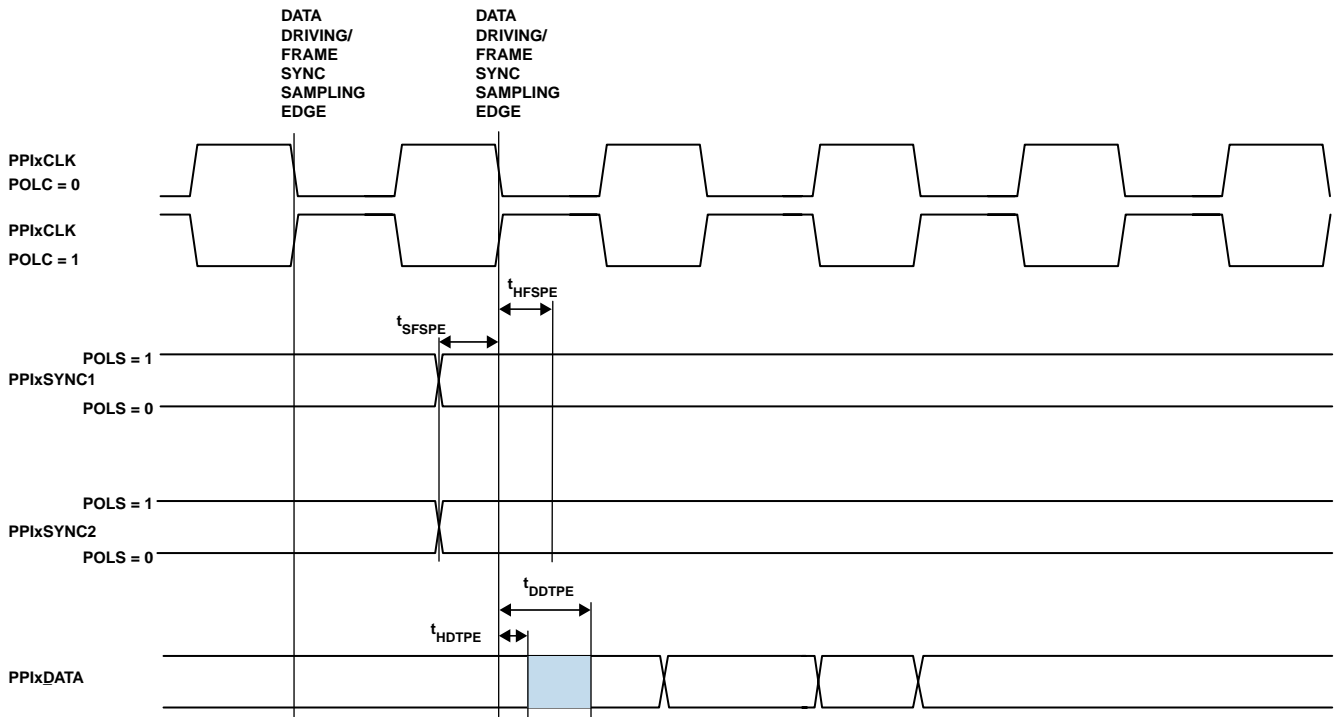 DATA
DRIVING/
FRAME
SYNC
SAMPLING
EDGE
DATA
DRIVING/
FRAME
SYNC
SAMPLING
EDGE
PPIxCLK
POLC = 0
PPIxCLK
POLC = 1
tHFSPE
tSFSPE
POLS = 1
PPIxSYNC1
POLS = 0
POLS = 1
PPIxSYNC2
POLS = 0
tDDTPE
tHDTPE
PPIxDATA